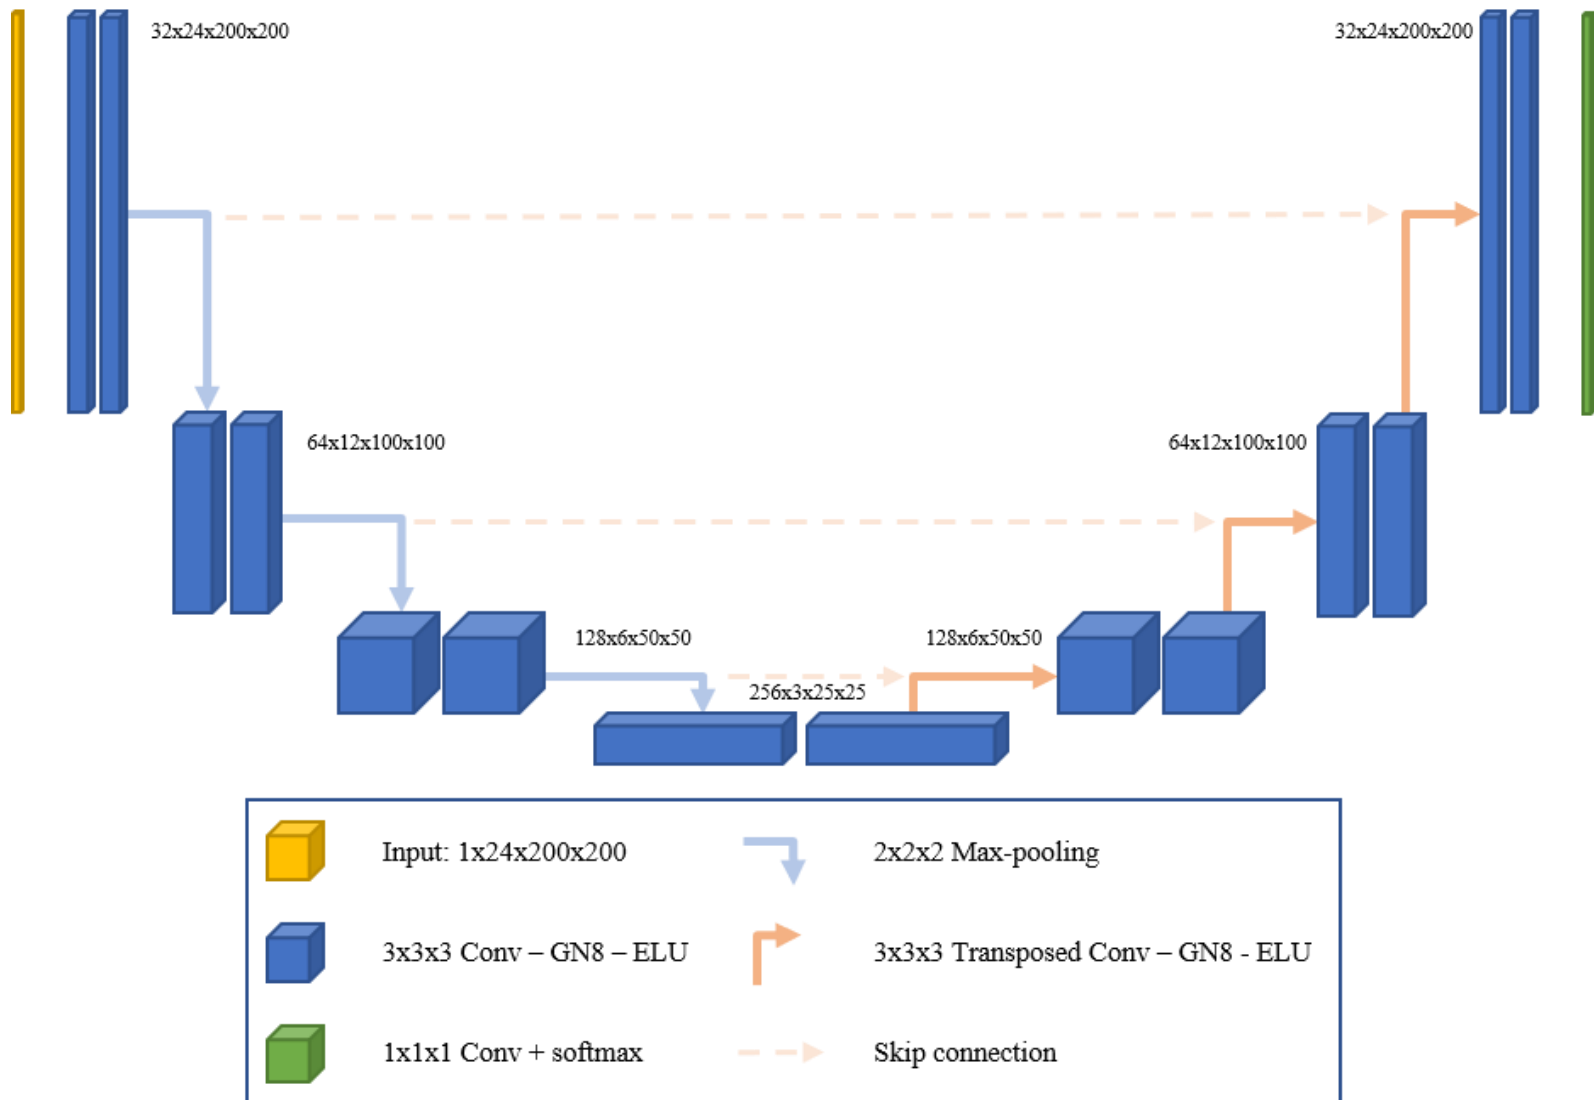 32x24x200x200
32x24x200x200
64x12x100x100
64x12x100x100
128x6x50x50
128x6x50x50
256x3x25x25
Input: 1x24x200x200
2x2x2 Max-pooling
3x3x3 Conv – GN8 – ELU
3x3x3 Transposed Conv – GN8 - ELU
1x1x1 Conv + softmax
Skip connection